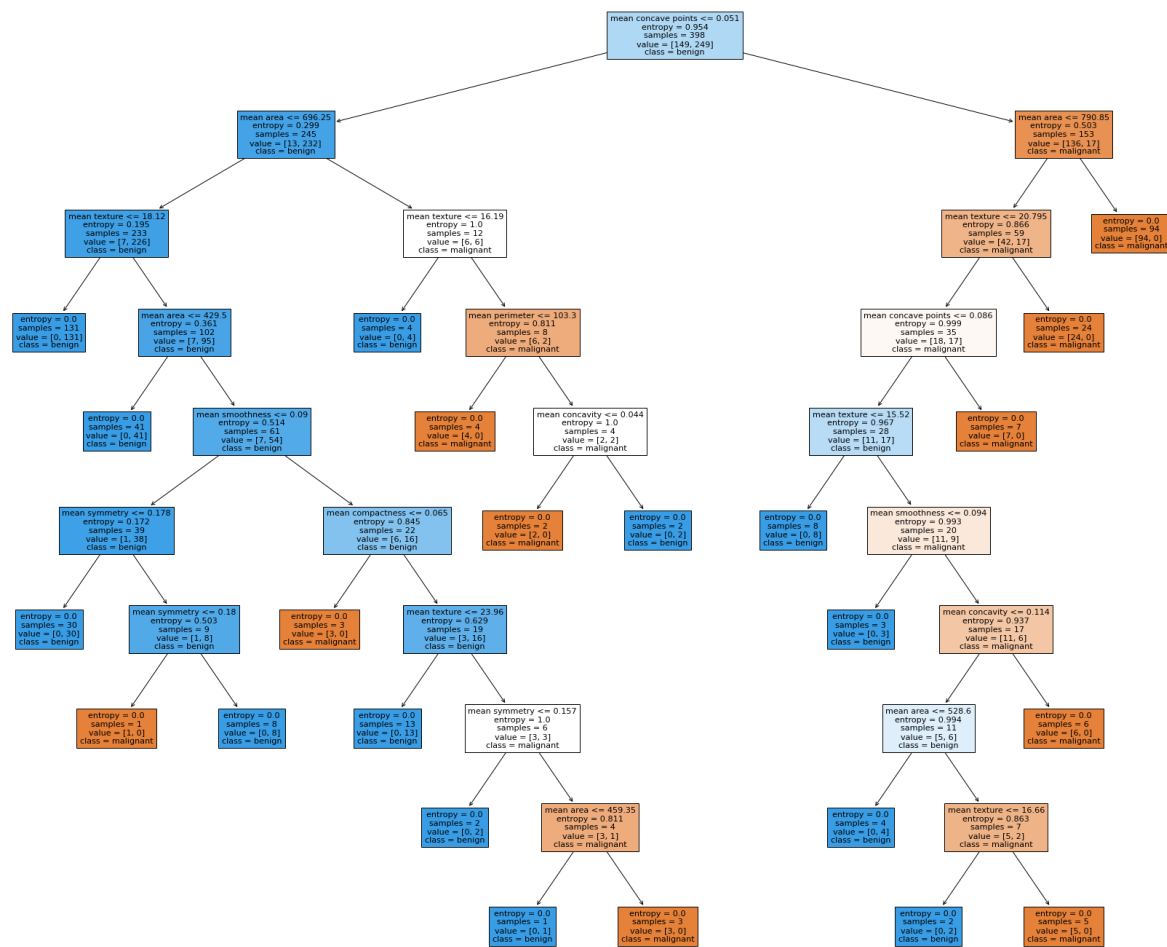 mean concave points <= 0.051
entropy = 0.954
samples = 398
value = [149, 249]
class = benign
mean area <= 696.25
entropy = 0.299
samples = 245
value = [13, 232]
class = benign
mean area <= 790.85
entropy = 0.503
samples = 153
value = [136, 17]
class = malignant
mean texture <= 18.12
entropy = 0.195
samples = 233
value = [7, 226]
class = benign
mean texture <= 16.19
entropy = 1.0
samples = 12
value = [6, 6]
class = malignant
mean texture <= 20.795
entropy = 0.866
samples = 59
value = [42, 17]
class = malignant
entropy = 0.0
samples = 94
value = [94, 0]
class = malignant
entropy = 0.0
samples = 131
value = [0, 131]
class = benign
mean area <= 429.5
entropy = 0.361
samples = 102
value = [7, 95]
class = benign
entropy = 0.0
samples = 4
value = [0, 4]
class = benign
mean perimeter <= 103.3
entropy = 0.811
samples = 8
value = [6, 2]
class = malignant
mean concave points <= 0.086
entropy = 0.999
samples = 35
value = [18, 17]
class = malignant
entropy = 0.0
samples = 24
value = [24, 0]
class = malignant
entropy = 0.0
samples = 41
value = [0, 41]
class = benign
mean smoothness <= 0.09
entropy = 0.514
samples = 61
value = [7, 54]
class = benign
entropy = 0.0
samples = 4
value = [4, 0]
class = malignant
mean concavity <= 0.044
entropy = 1.0
samples = 4
value = [2, 2]
class = malignant
mean texture <= 15.52
entropy = 0.967
samples = 28
value = [11, 17]
class = benign
entropy = 0.0
samples = 7
value = [7, 0]
class = malignant
mean symmetry <= 0.178
entropy = 0.172
samples = 39
value = [1, 38]
class = benign
mean compactness <= 0.065
entropy = 0.845
samples = 22
value = [6, 16]
class = benign
entropy = 0.0
samples = 2
value = [2, 0]
class = malignant
entropy = 0.0
samples = 2
value = [0, 2]
class = benign
entropy = 0.0
samples = 8
value = [0, 8]
class = benign
mean smoothness <= 0.094
entropy = 0.993
samples = 20
value = [11, 9]
class = malignant
entropy = 0.0
samples = 30
value = [0, 30]
class = benign
mean symmetry <= 0.18
entropy = 0.503
samples = 9
value = [1, 8]
class = benign
entropy = 0.0
samples = 3
value = [3, 0]
class = malignant
mean texture <= 23.96
entropy = 0.629
samples = 19
value = [3, 16]
class = benign
entropy = 0.0
samples = 3
value = [0, 3]
class = benign
mean concavity <= 0.114
entropy = 0.937
samples = 17
value = [11, 6]
class = malignant
entropy = 0.0
samples = 1
value = [1, 0]
class = malignant
entropy = 0.0
samples = 8
value = [0, 8]
class = benign
entropy = 0.0
samples = 13
value = [0, 13]
class = benign
mean symmetry <= 0.157
entropy = 1.0
samples = 6
value = [3, 3]
class = malignant
mean area <= 528.6
entropy = 0.994
samples = 11
value = [5, 6]
class = benign
entropy = 0.0
samples = 6
value = [6, 0]
class = malignant
entropy = 0.0
samples = 2
value = [0, 2]
class = benign
mean area <= 459.35
entropy = 0.811
samples = 4
value = [3, 1]
class = malignant
entropy = 0.0
samples = 4
value = [0, 4]
class = benign
mean texture <= 16.66
entropy = 0.863
samples = 7
value = [5, 2]
class = malignant
entropy = 0.0
samples = 1
value = [0, 1]
class = benign
entropy = 0.0
samples = 3
value = [3, 0]
class = malignant
entropy = 0.0
samples = 2
value = [0, 2]
class = benign
entropy = 0.0
samples = 5
value = [5, 0]
class = malignant